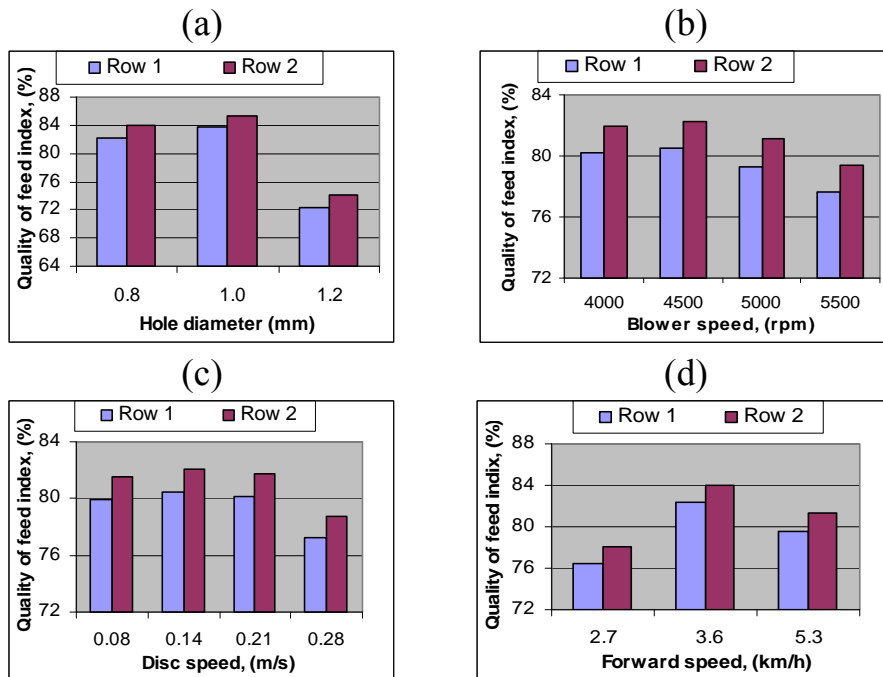 (a)
Row 1 Row 2
Quality of feed index, (%)
88
84
80
76
72
68
64
0.8 1.0 1.2
Hole diameter (mm)
(b)
Row 1 Row 2
Quality of feed index, (%)
84
80
76
72
4000 4500 5000 5500
Blower speed, (rpm)
(c)
Row 1 Row 2
Quality of feed index, (%)
84
80
76
72
0.08 0.14 0.21 0.28
Disc speed, (m/s)
(d)
Row 1 Row 2
Quality of feed indix, (%)
88
84
80
76
72
2.7 3.6 5.3
Forward speed, (km/h)